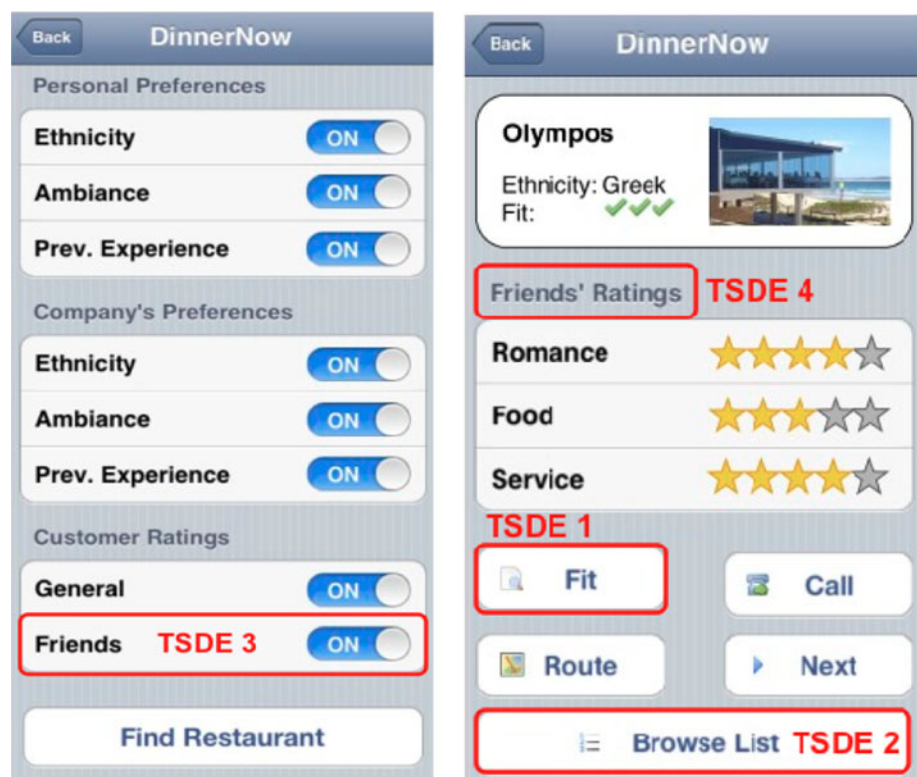 Back DinnerNow
Personal Preferences
Ethnicity ON
Ambiance ON
Prev. Experience ON
Company's Preferences
Ethnicity ON
Ambiance ON
Prev. Experience ON
Customer Ratings
General ON
Friends TSDE 3 ON
Find Restaurant
Back DinnerNow
Olympos
Ethnicity: Greek
Fit:
Friends' Ratings TSDE 4
Romance
Food
Service
TSDE 1
Fit Call
Route Next
Browse List TSDE 2